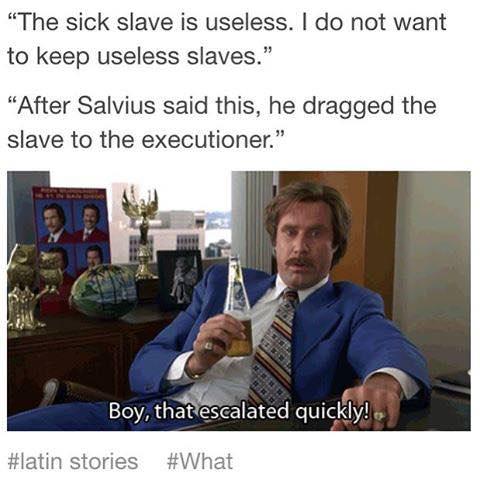 “The sick slave is useless. I do not want
to keep useless slaves.”
“After Salvius said this, he dragged the
slave to the executioner.”
Boy, that escalated quickly!
#latin stories #What